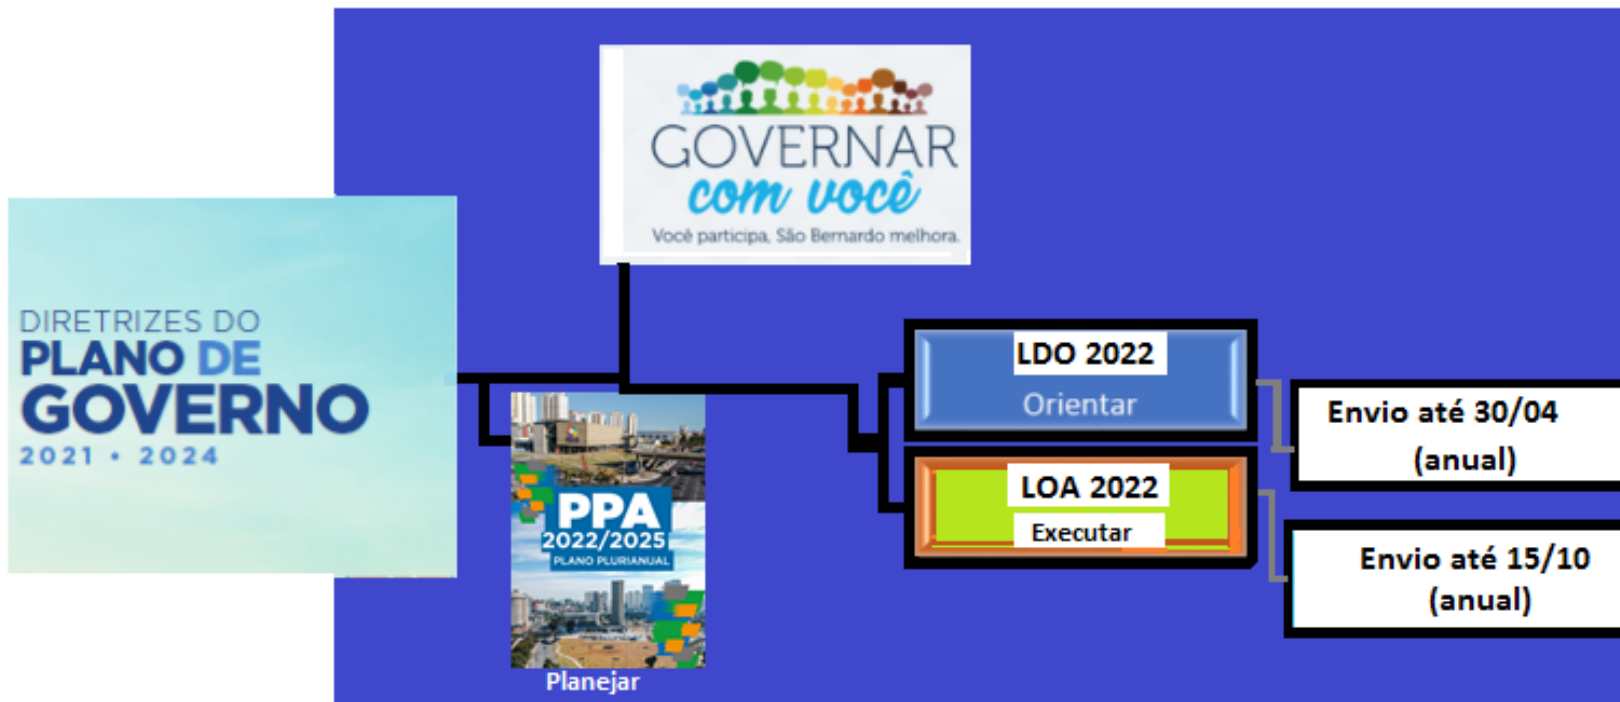 GOVERNAR
com você
Você participa, São Bernardo melhora.
DIRETRIZES DO
PLANO DE
GOVERNO
2021 • 2024
PPA
2022/2025
PLANO PLURIANUAL
Planejar
LDO 2022
Orientar
LOA 2022
Executar
Envio até 30/04
(anual)
Envio até 15/10
(anual)